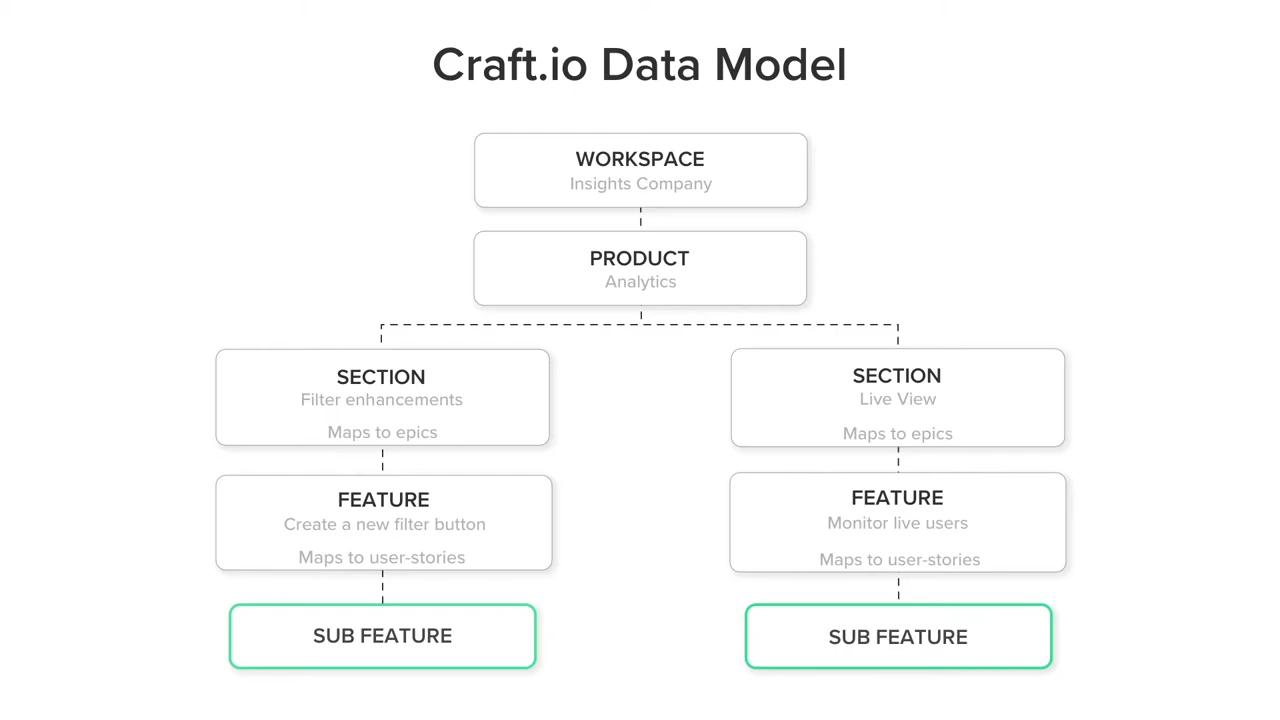 Craft.io Data Model
WORKSPACE
Insights Company
PRODUCT
Analytics
SECTION
Filter enhancements
Maps to epics
SECTION
Live View
Maps to epics
FEATURE
Create a new filter button
Maps to user-stories
FEATURE
Monitor live users
Maps to user-stories
SUB FEATURE
SUB FEATURE